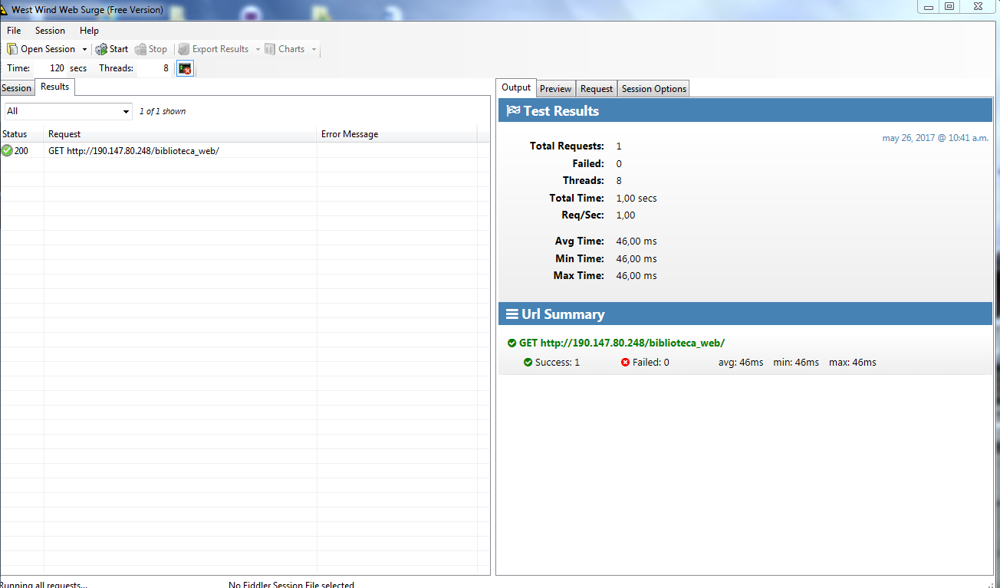 West Wind Web Surge (Free Version)
File Session Help
Open Session Start Stop Export Results Charts
Time: 120 secs Threads: 8
Session Results
All 1 of 1 shown
Status Request Error Message
200 GET http://190.147.80.248/biblioteca_web/
Output Preview Request Session Options
Test Results
may 26, 2017 @ 10:41 a.m.
Total Requests: 1
Failed: 0
Threads: 8
Total Time: 1,00 secs
Req/Sec: 1,00
Avg Time: 46,00 ms
Min Time: 46,00 ms
Max Time: 46,00 ms
Url Summary
GET http://190.147.80.248/biblioteca_web/
Success: 1 Failed: 0 avg: 46ms min: 46ms max: 46ms
Running all requests... No Fiddler Session File selected